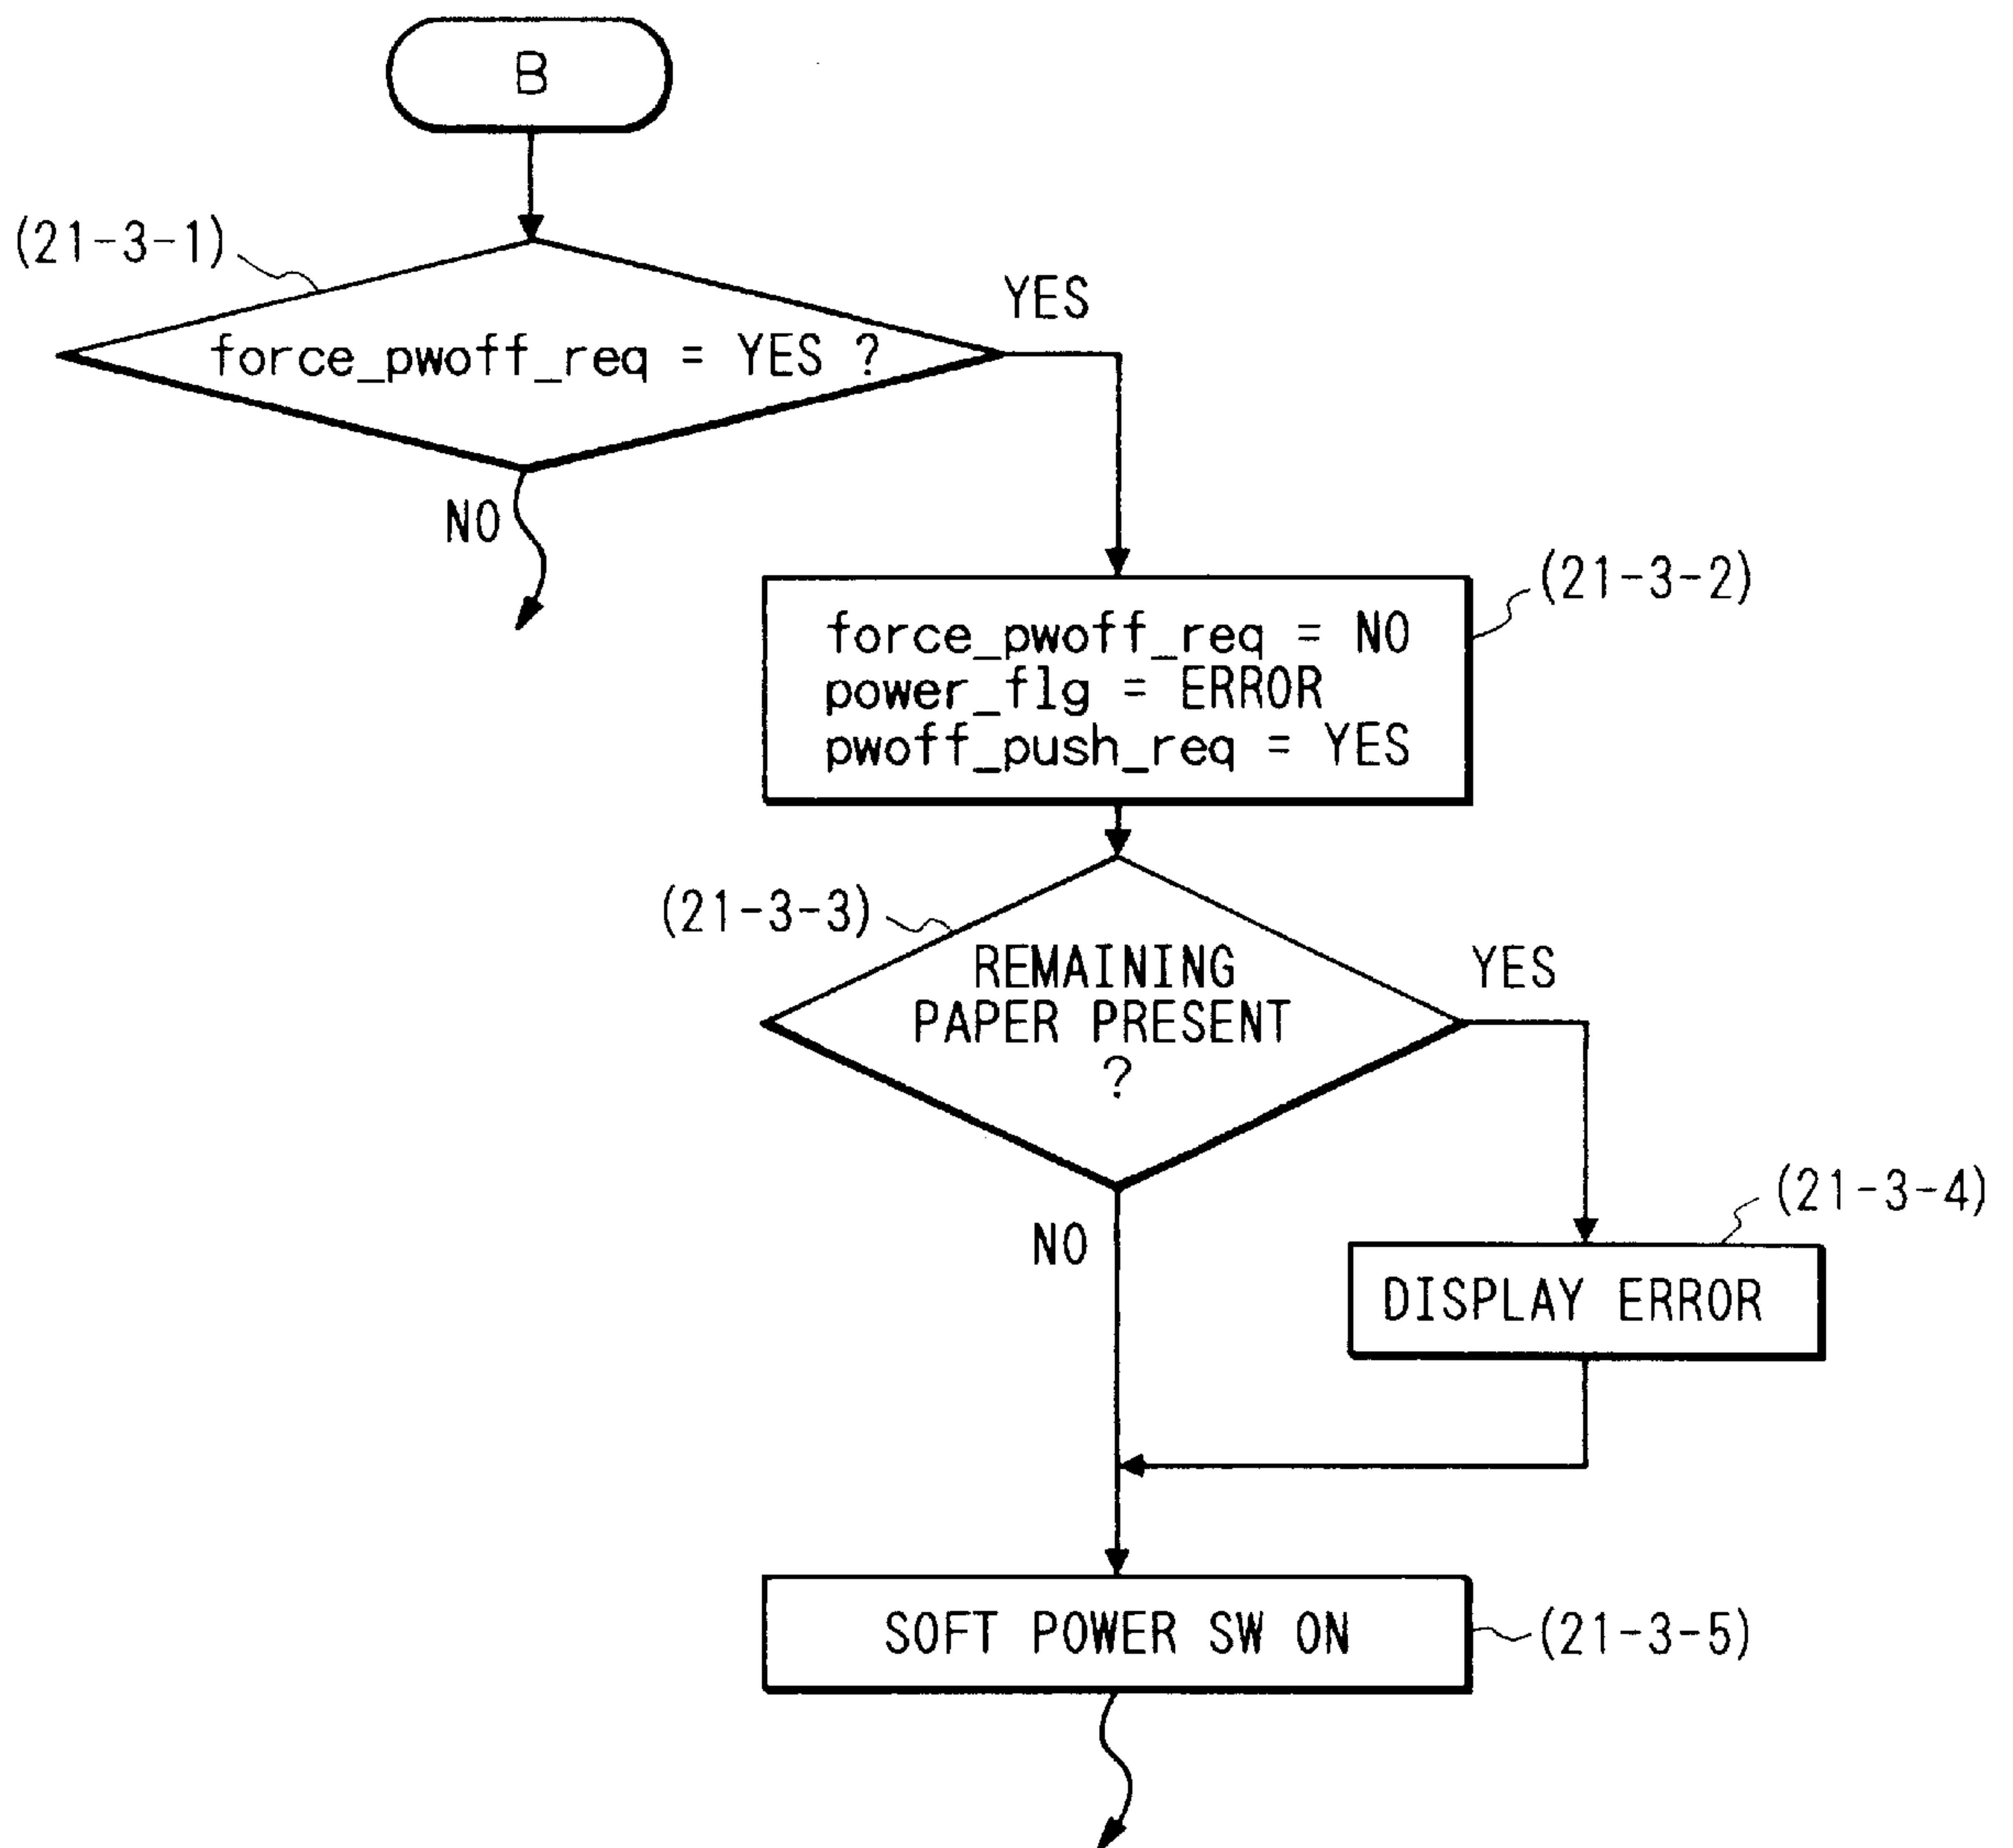 B
(21-3-1)
YES
force_pwoff_req = YES ?
NO
(21-3-2)
force_pwoff_req = NO
power_flg = ERROR
pwoff_push_req = YES
(21-3-3)
REMAINING
PAPER PRESENT
?
YES
NO
(21-3-4)
DISPLAY ERROR
SOFT POWER SW ON
(21-3-5)